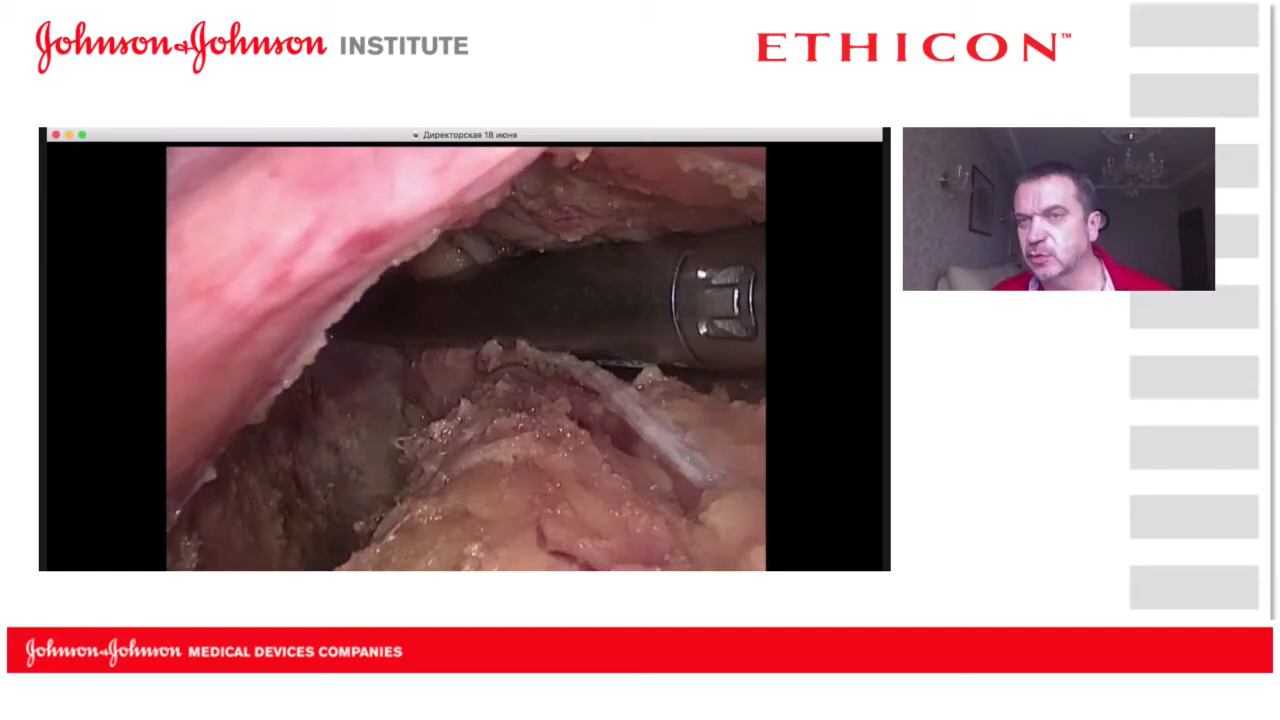 Johnson & Johnson INSTITUTE
ETHICON™
Директорская 18 июня
Johnson & Johnson MEDICAL DEVICES COMPANIES